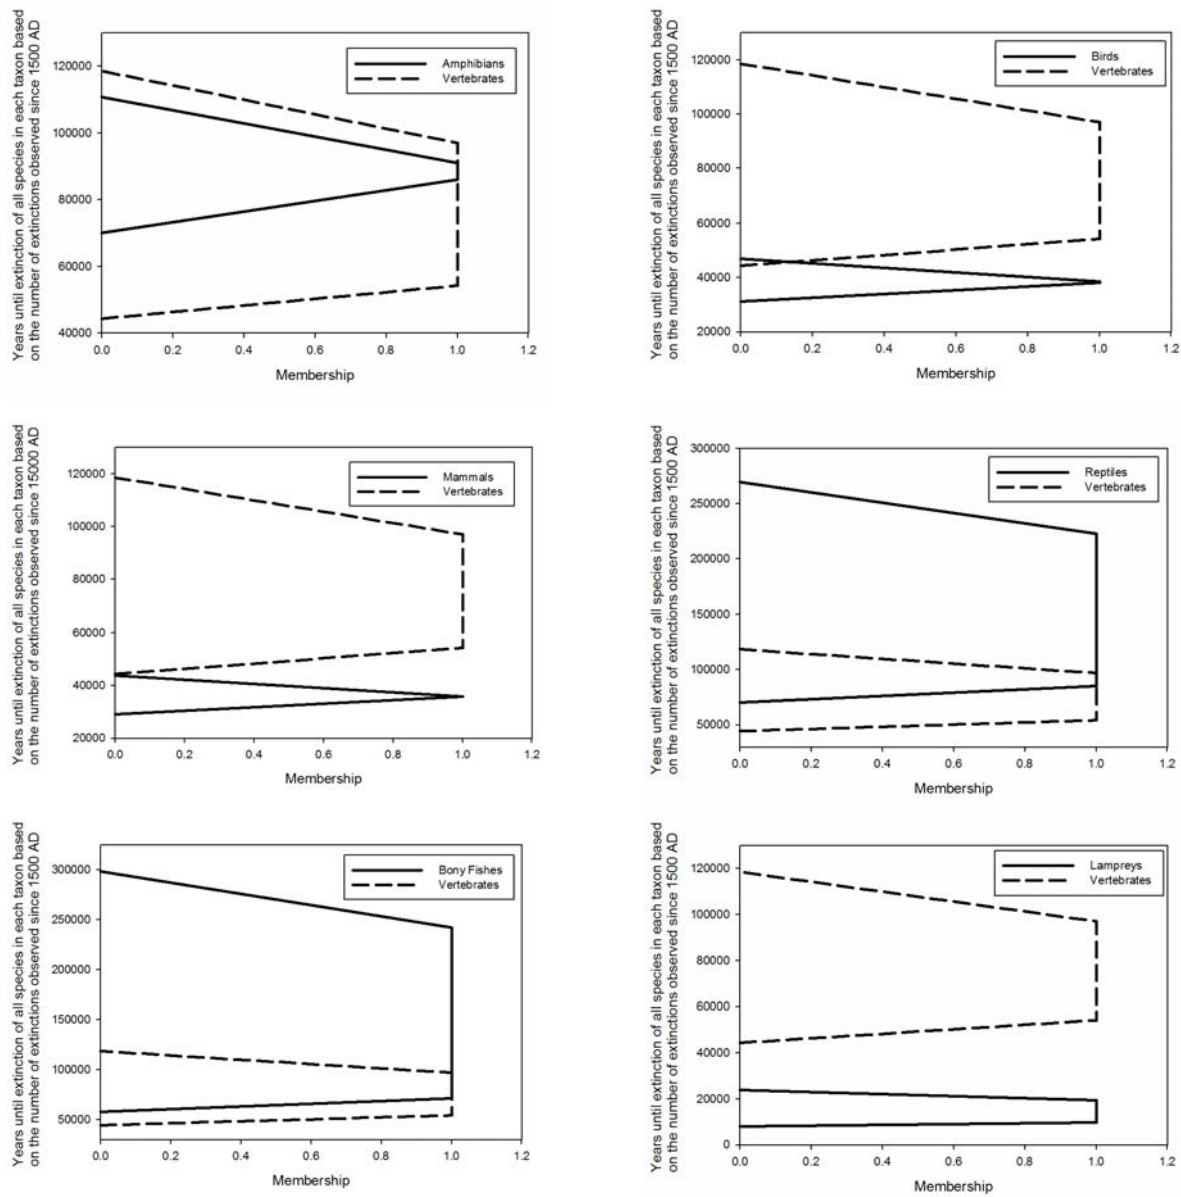 Years until extinction of all species in each taxon based
on the number of extinctions observed since 1500 AD
120000
100000
80000
60000
40000
Amphibians
Vertebrates
0.0 0.2 0.4 0.6 0.8 1.0 1.2
Membership
Years until extinction of all species in each taxon based
on the number of extinctions observed since 1500 AD
120000
100000
80000
60000
40000
20000
Birds
Vertebrates
0.0 0.2 0.4 0.6 0.8 1.0 1.2
Membership
Years until extinction of all species in each taxon based
on the number of extinctions observed since 15000 AD
120000
100000
80000
60000
40000
20000
Mammals
Vertebrates
0.0 0.2 0.4 0.6 0.8 1.0 1.2
Membership
Years until extinction of all species in each taxon based
on the number of extinctions observed since 1500 AD
300000
250000
200000
150000
100000
50000
Reptiles
Vertebrates
0.0 0.2 0.4 0.6 0.8 1.0 1.2
Membership
Years until extinction of all species in each taxon based
on the number of extinctions observed since 1500 AD
300000
250000
200000
150000
100000
50000
Bony Fishes
Vertebrates
0.0 0.2 0.4 0.6 0.8 1.0 1.2
Membership
Years until extinction of all species in each taxon based
on the number of extinctions observed since 1500 AD
120000
100000
80000
60000
40000
20000
0
Lampreys
Vertebrates
0.0 0.2 0.4 0.6 0.8 1.0 1.2
Membership